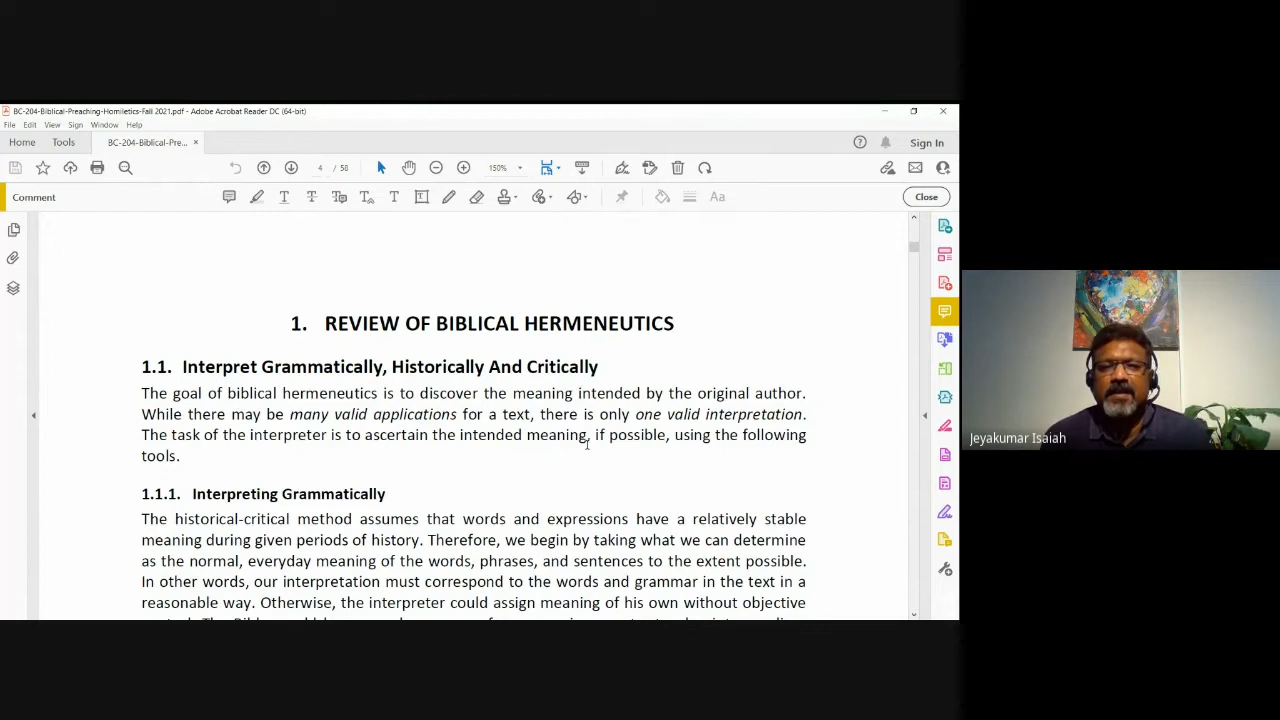 BC-204-Biblical-Preaching-Homiletics-Fall 2021.pdf - Adobe Acrobat Reader DC (64-bit)
File Edit View Sign Window Help
Home Tools BC-204-Biblical-Pre... × Sign In
4 / 58 150%
Comment Aa Close
1. REVIEW OF BIBLICAL HERMENEUTICS
1.1. Interpret Grammatically, Historically And Critically
The goal of biblical hermeneutics is to discover the meaning intended by the original author.
While there may be many valid applications for a text, there is only one valid interpretation.
The task of the interpreter is to ascertain the intended meaning, if possible, using the following
tools.
1.1.1. Interpreting Grammatically
The historical-critical method assumes that words and expressions have a relatively stable
meaning during given periods of history. Therefore, we begin by taking what we can determine
as the normal, everyday meaning of the words, phrases, and sentences to the extent possible.
In other words, our interpretation must correspond to the words and grammar in the text in a
reasonable way. Otherwise, the interpreter could assign meaning of his own without objective
Jeyakumar Isaiah